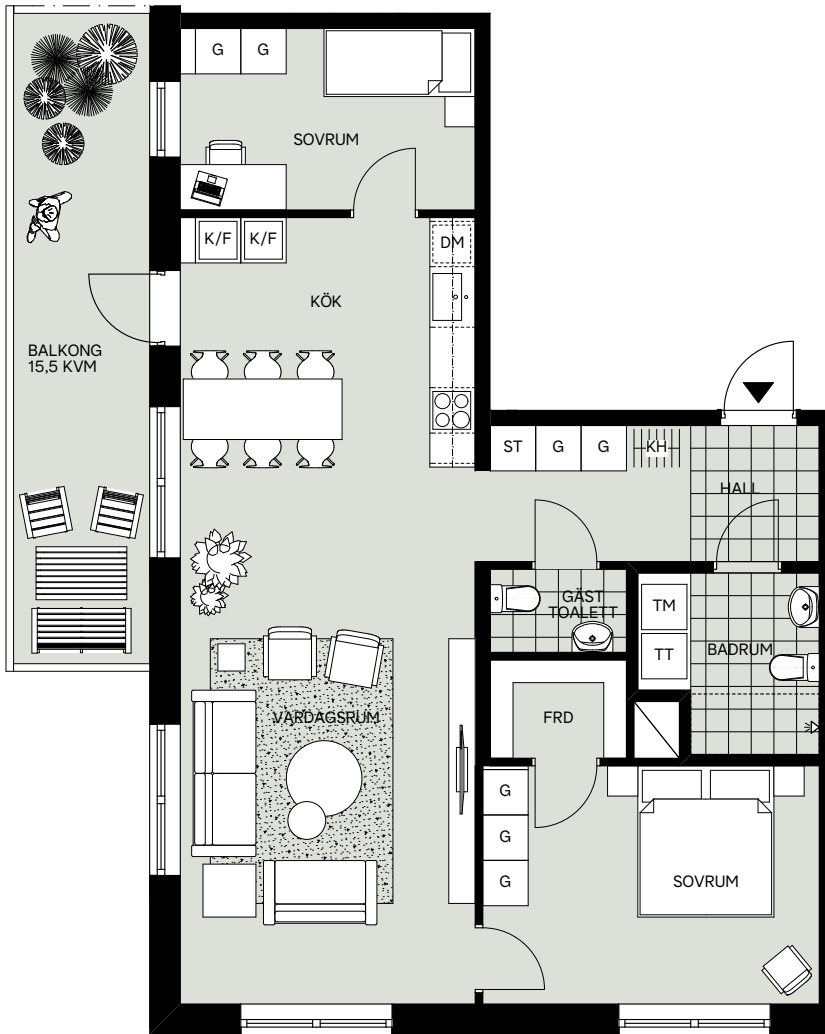 G G
SOVRUM
K/F K/F
DM
KÖK
BALKONG
15,5 KVM
ST G G KH
HALL
GÄST
TOALETT
TM
TT
BADRUM
VARDAGSRUM
FRD
G
G
G
SOVRUM